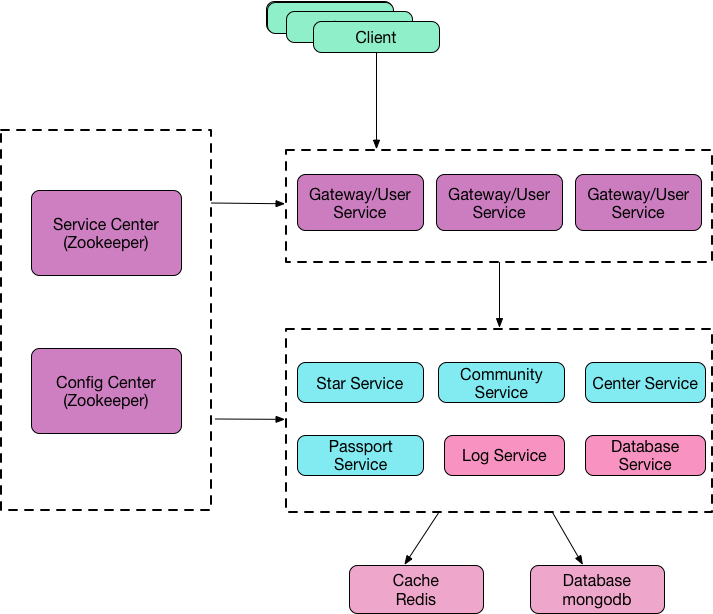 Client
Gateway/User
Service
Gateway/User
Service
Gateway/User
Service
Service Center
(Zookeeper)
Config Center
(Zookeeper)
Star Service
Community
Service
Center Service
Passport
Service
Log Service
Database
Service
Cache
Redis
Database
mongodb